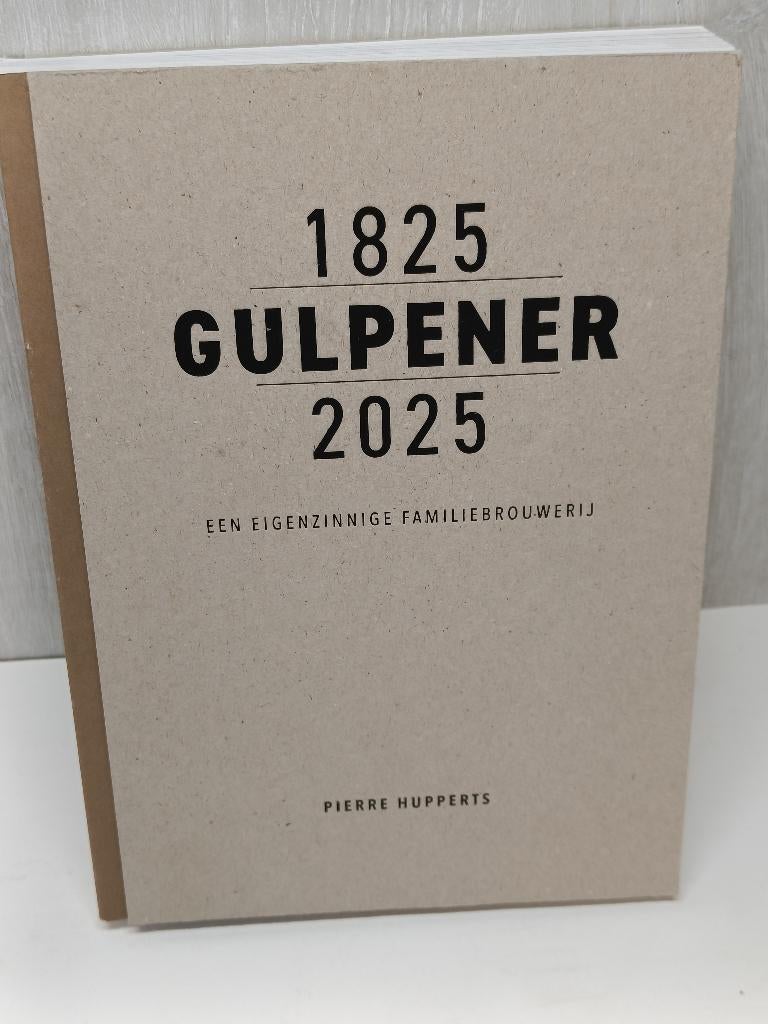 1825
GULPENER
2025
EEN EIGENZINNIGE FAMILIEBROUWERIJ
PIERRE HUPPERTS